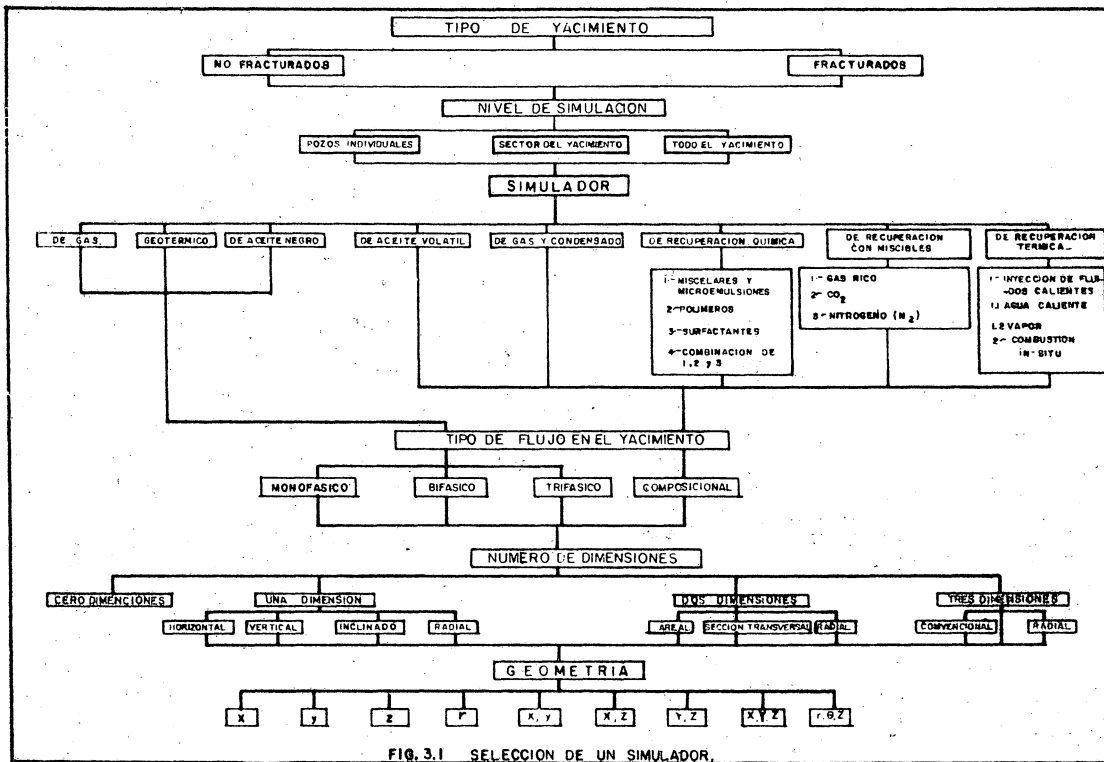 TIPO DE YACIMIENTO
NO FRACTURADOS
FRACTURADOS
NIVEL DE SIMULACION
POZOS INDIVIDUALES
SECTOR DEL YACIMIENTO
TODO EL YACIMIENTO
SIMULADOR
DE GAS.
GEOTERMICO
DE ACEITE NEGRO
DE ACEITE VOLATIL
DE GAS Y CONDENSADO
DE RECUPERACION QUIMICA
DE RECUPERACION
CON MISCIBLES
DE RECUPERACION
TERMICA
1- MISCELARES Y
MICROEMULSIONES
2- POLIMEROS
3- SURFACTANTES
4- COMBINACION DE
1,2 y 3
1- GAS RICO
2- CO2
3- NITROGEÑO (N2)
1- INYECCION DE FLUI-
DOS CALIENTES
1.1 AGUA CALIENTE
1.2 VAPOR
2- COMBUSTION
IN-SITU
TIPO DE FLUJO EN EL YACIMIENTO
MONOFASICO
BIFASICO
TRIFASICO
COMPOSICIONAL
NUMERO DE DIMENSIONES
CERO DIMENCIONES
UNA DIMENSION
DOS DIMENSIONES
TRES DIMENSIONES
HORIZONTAL
VERTICAL
INCLINADO
RADIAL
AREAL
SECCION TRANSVERSAL
RADIAL
COMVENCIONAL
RADIAL
GEOMETRIA
X
y
z
r
X, y
X, Z
Y, Z
X, Y, Z
r, θ, Z
FIG. 3.1 SELECCION DE UN SIMULADOR.